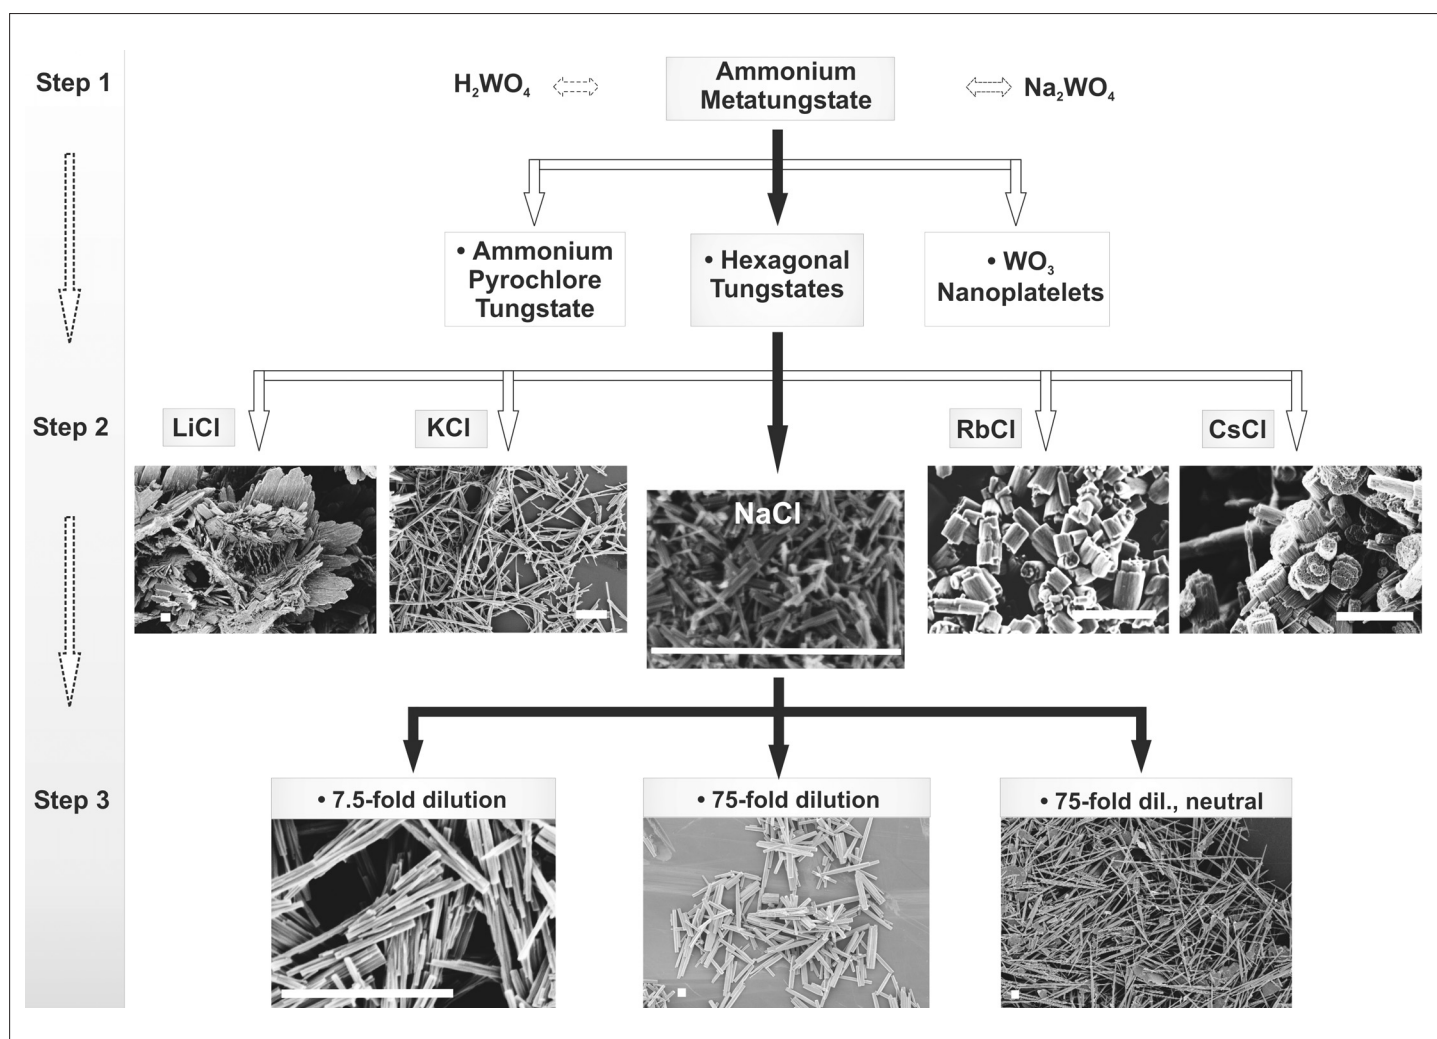 Step 1
H₂WO₄
Ammonium
Metatungstate
Na₂WO₄
• Ammonium
Pyrochlore
Tungstate
• Hexagonal
Tungstates
• WO₃
Nanoplatelets
Step 2
LiCl
KCl
NaCl
RbCl
CsCl
Step 3
• 7.5-fold dilution
• 75-fold dilution
• 75-fold dil., neutral